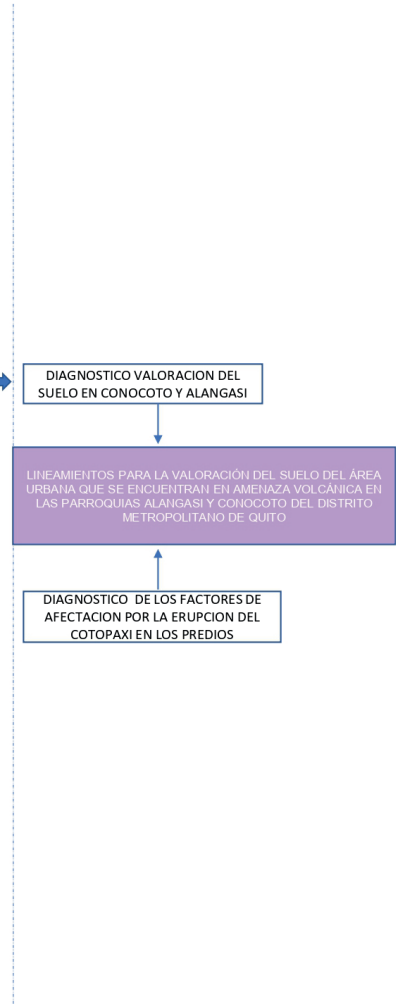 DIAGNOSTICO VALORACION DEL
SUELO EN CONOCOTO Y ALANGASI
LINEAMIENTOS PARA LA VALORACIÓN DEL SUELO DEL ÁREA
URBANA QUE SE ENCUENTRAN EN AMENAZA VOLCÁNICA EN
LAS PARROQUIAS ALANGASI Y CONOCOTO DEL DISTRITO
METROPOLITANO DE QUITO
DIAGNOSTICO DE LOS FACTORES DE
AFECTACION POR LA ERUPCION DEL
COTOPAXI EN LOS PREDIOS